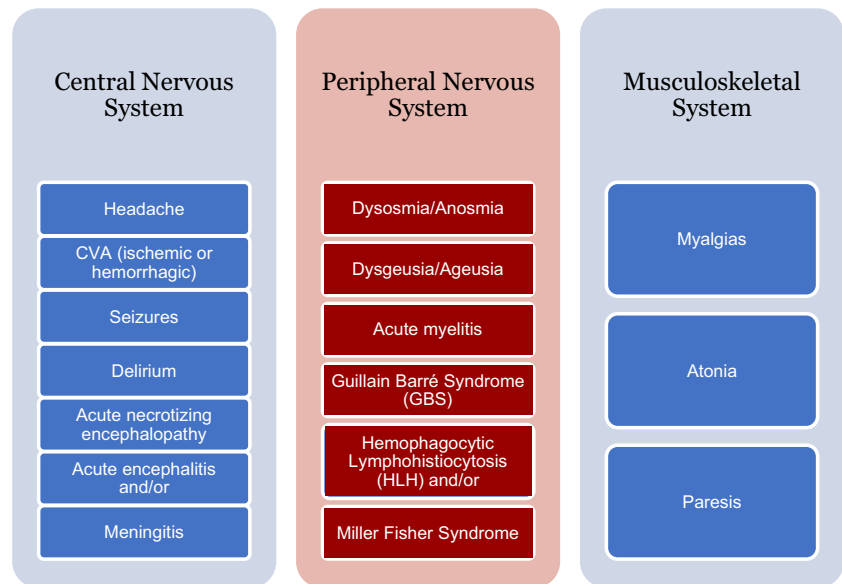 Central Nervous
System
Headache
CVA (ischemic or
hemorrhagic)
Seizures
Delirium
Acute necrotizing
encephalopathy
Acute encephalitis
and/or
Meningitis
Peripheral Nervous
System
Dysosmia/Anosmia
Dysgeusia/Ageusia
Acute myelitis
Guillain Barré Syndrome
(GBS)
Hemophagocytic
Lymphohistiocytosis
(HLH) and/or
Miller Fisher Syndrome
Musculoskeletal
System
Myalgias
Atonia
Paresis